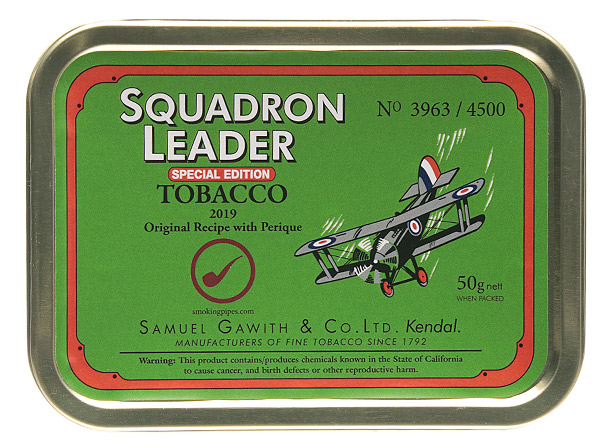 SQUADRON
LEADER
Nº 3963 / 4500
SPECIAL EDITION
TOBACCO
2019
Original Recipe with Perique
smokingpipes.com
50g nett
WHEN PACKED
SAMUEL GAWITH & CO. LTD. Kendal.
MANUFACTURERS OF FINE TOBACCO SINCE 1792
Warning: This product contains/produces chemicals known in the State of California
to cause cancer, and birth defects or other reproductive harm.